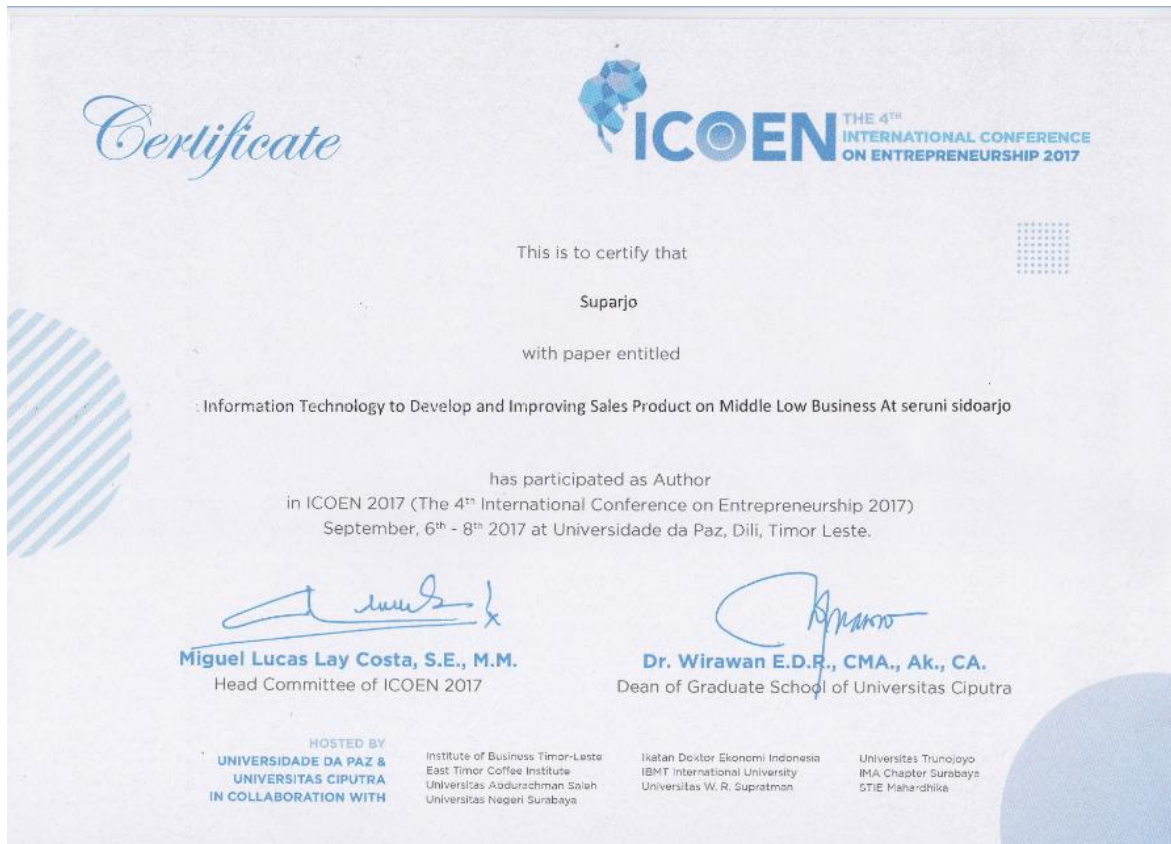 Certificate
ICOEN
THE 4TH
INTERNATIONAL CONFERENCE
ON ENTREPRENEURSHIP 2017
This is to certify that
Suparjo
with paper entitled
Information Technology to Develop and Improving Sales Product on Middle Low Business At seruni sidoarjo
has participated as Author
in ICOEN 2017 (The 4th International Conference on Entrepreneurship 2017)
September, 6th - 8th 2017 at Universidade da Paz, Dili, Timor Leste.
Miguel Lucas Lay Costa, S.E., M.M.
Head Committee of ICOEN 2017
Dr. Wirawan E.D.R., CMA., Ak., CA.
Dean of Graduate School of Universitas Ciputra
HOSTED BY
UNIVERSIDADE DA PAZ &
UNIVERSITAS CIPUTRA
IN COLLABORATION WITH
Institute of Business Timor-Leste
East Timor Coffee Institute
Universitas Abdurachman Saleh
Universitas Negeri Surabaya
Ikatan Doktor Ekonomi Indonesia
IBMT International University
Universitas W. R. Supratman
Universitas Trunojoyo
IMA Chapter Surabaya
STIE Mahardhika